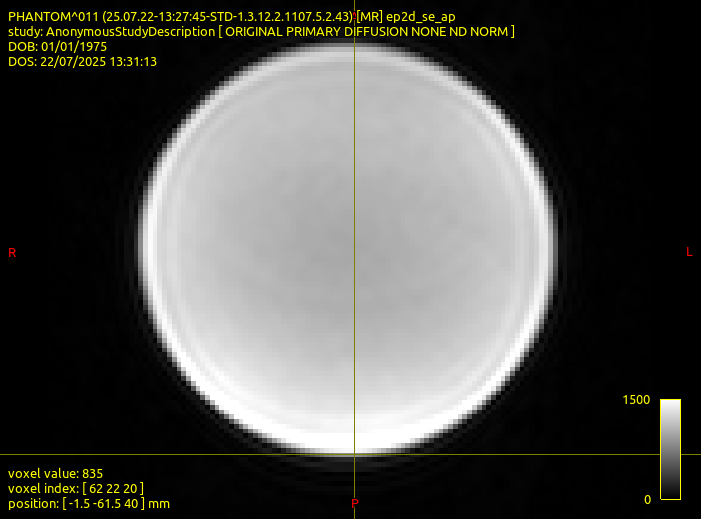 PHANTOM^011 (25.07.22-13:27:45-STD-1.3.12.2.1107.5.2.43) [MR] ep2d_se_ap
study: AnonymousStudyDescription [ ORIGINAL PRIMARY DIFFUSION NONE ND NORM ]
DOB: 01/01/1975
DOS: 22/07/2025 13:31:13
R
L
1500
0
voxel value: 835
voxel index: [ 62 22 20 ]
position: [ -1.5 -61.5 40 ] mm
P